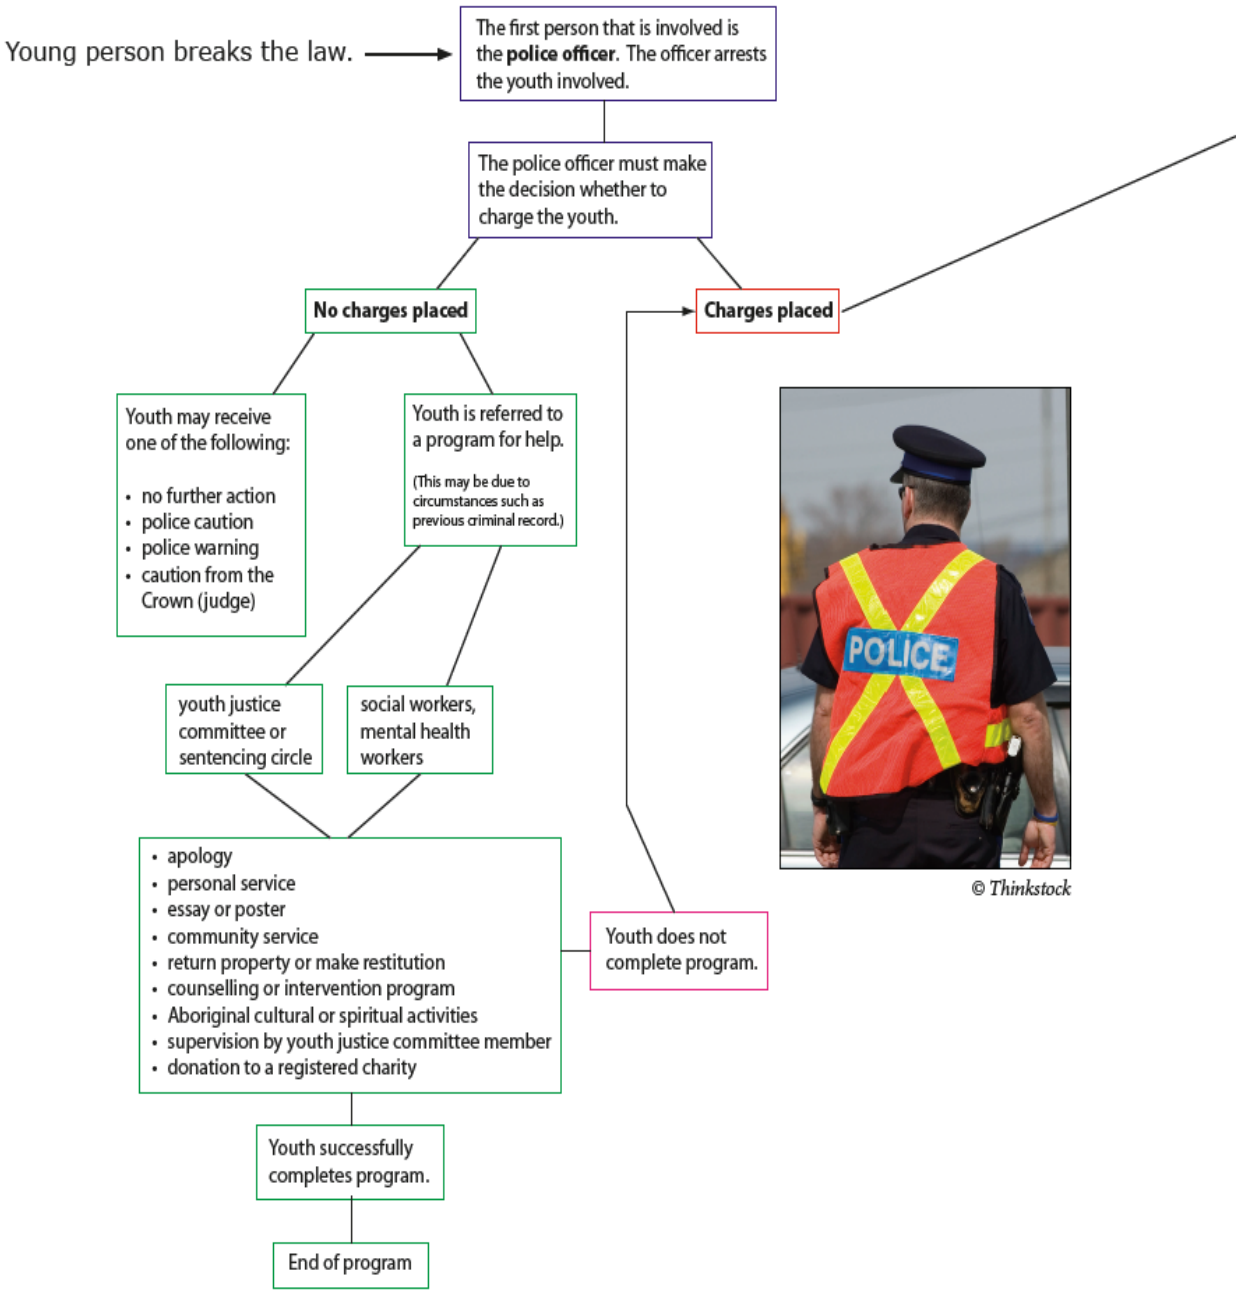 Young person breaks the law.
The first person that is involved is
the police officer. The officer arrests
the youth involved.
The police officer must make
the decision whether to
charge the youth.
No charges placed
Charges placed
Youth may receive
one of the following:
• no further action
• police caution
• police warning
• caution from the
Crown (judge)
Youth is referred to
a program for help.
(This may be due to
circumstances such as
previous criminal record.)
POLICE
© Thinkstock
youth justice
committee or
sentencing circle
social workers,
mental health
workers
• apology
• personal service
• essay or poster
• community service
• return property or make restitution
• counselling or intervention program
• Aboriginal cultural or spiritual activities
• supervision by youth justice committee member
• donation to a registered charity
Youth does not
complete program.
Youth successfully
completes program.
End of program